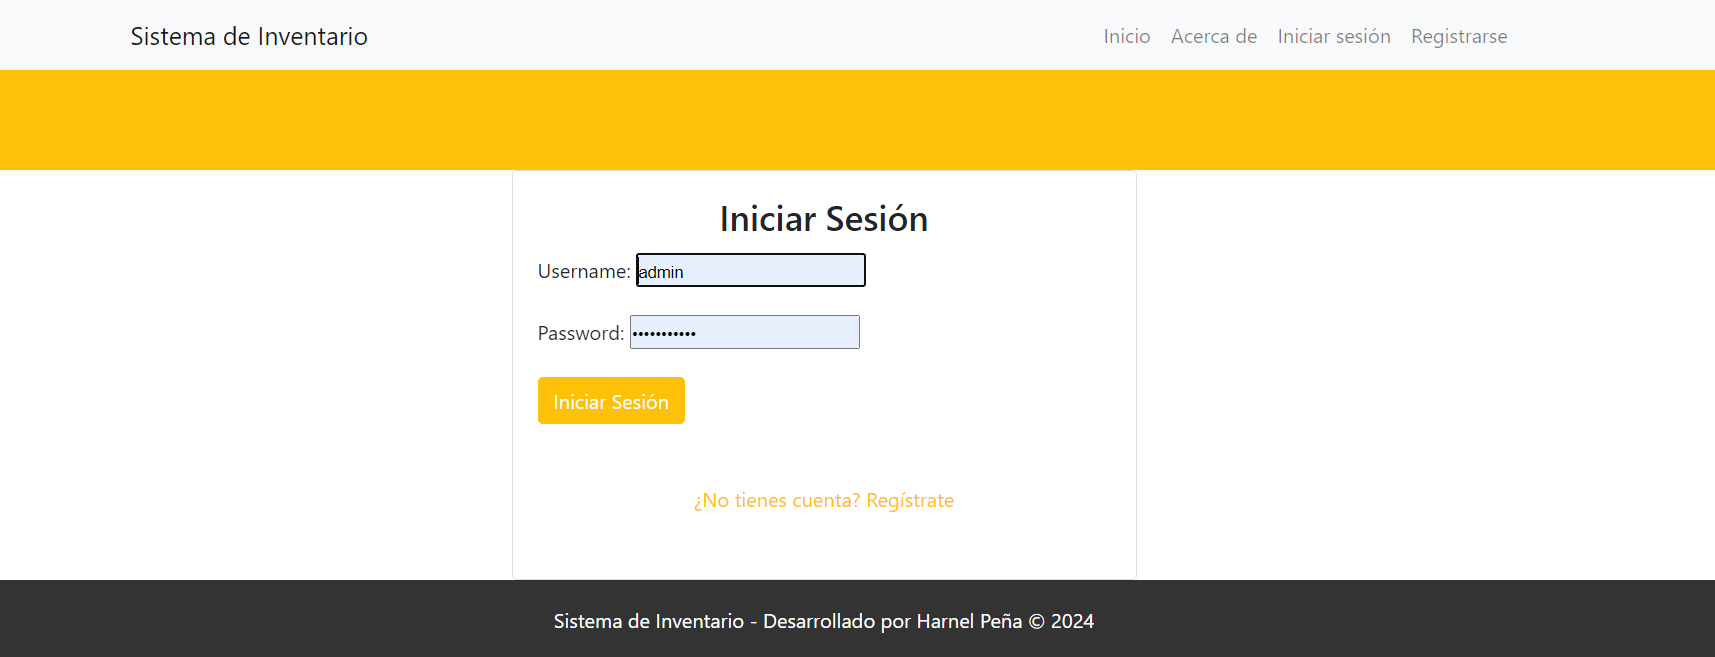 Sistema de Inventario
Inicio Acerca de Iniciar sesión Registrarse
Iniciar Sesión
Username: admin
Password: •••••••••••
Iniciar Sesión
¿No tienes cuenta? Regístrate
Sistema de Inventario - Desarrollado por Harnel Peña © 2024